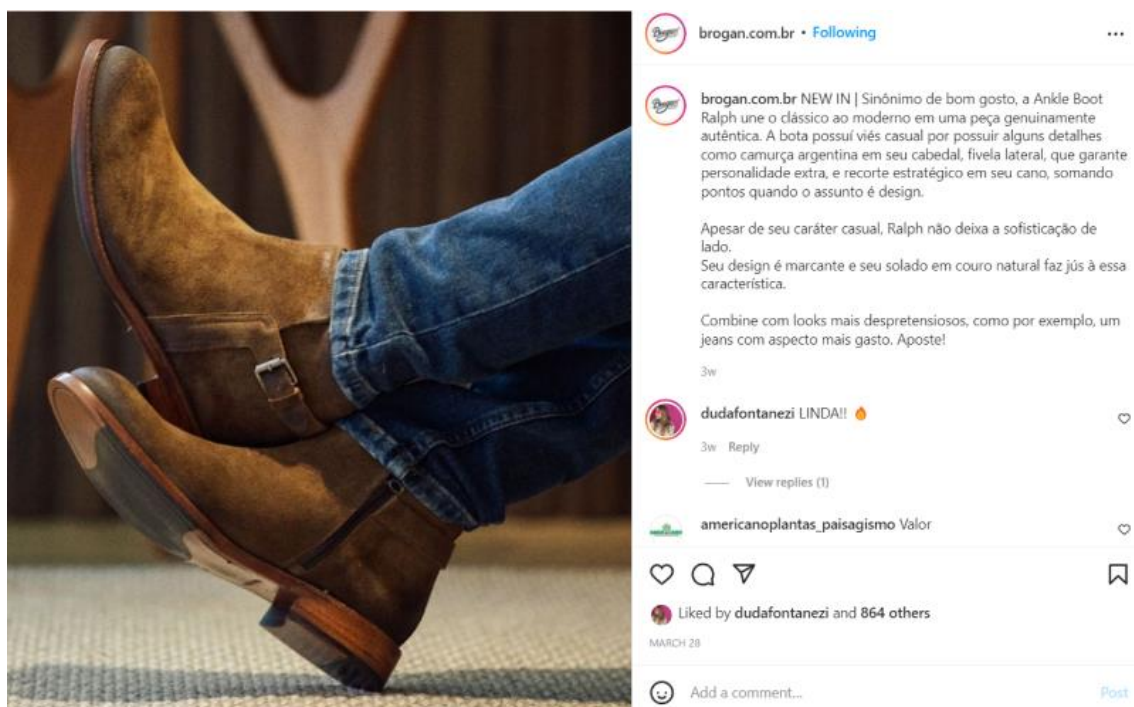 brogan.com.br • Following
brogan.com.br NEW IN | Sinônimo de bom gosto, a Ankle Boot
Ralph une o clássico ao moderno em uma peça genuinamente
autêntica. A bota possuí viés casual por possuir alguns detalhes
como camurça argentina em seu cabedal, fivela lateral, que garante
personalidade extra, e recorte estratégico em seu cano, somando
pontos quando o assunto é design.
Apesar de seu caráter casual, Ralph não deixa a sofisticação de
lado.
Seu design é marcante e seu solado em couro natural faz jús à essa
característica.
Combine com looks mais despretensiosos, como por exemplo, um
jeans com aspecto mais gasto. Aposte!
3w
dudafontanezi LINDA!! 🔥
3w Reply
View replies (1)
americanoplantas_paisagismo Valor
Liked by dudafontanezi and 864 others
MARCH 28
Add a comment...
Post